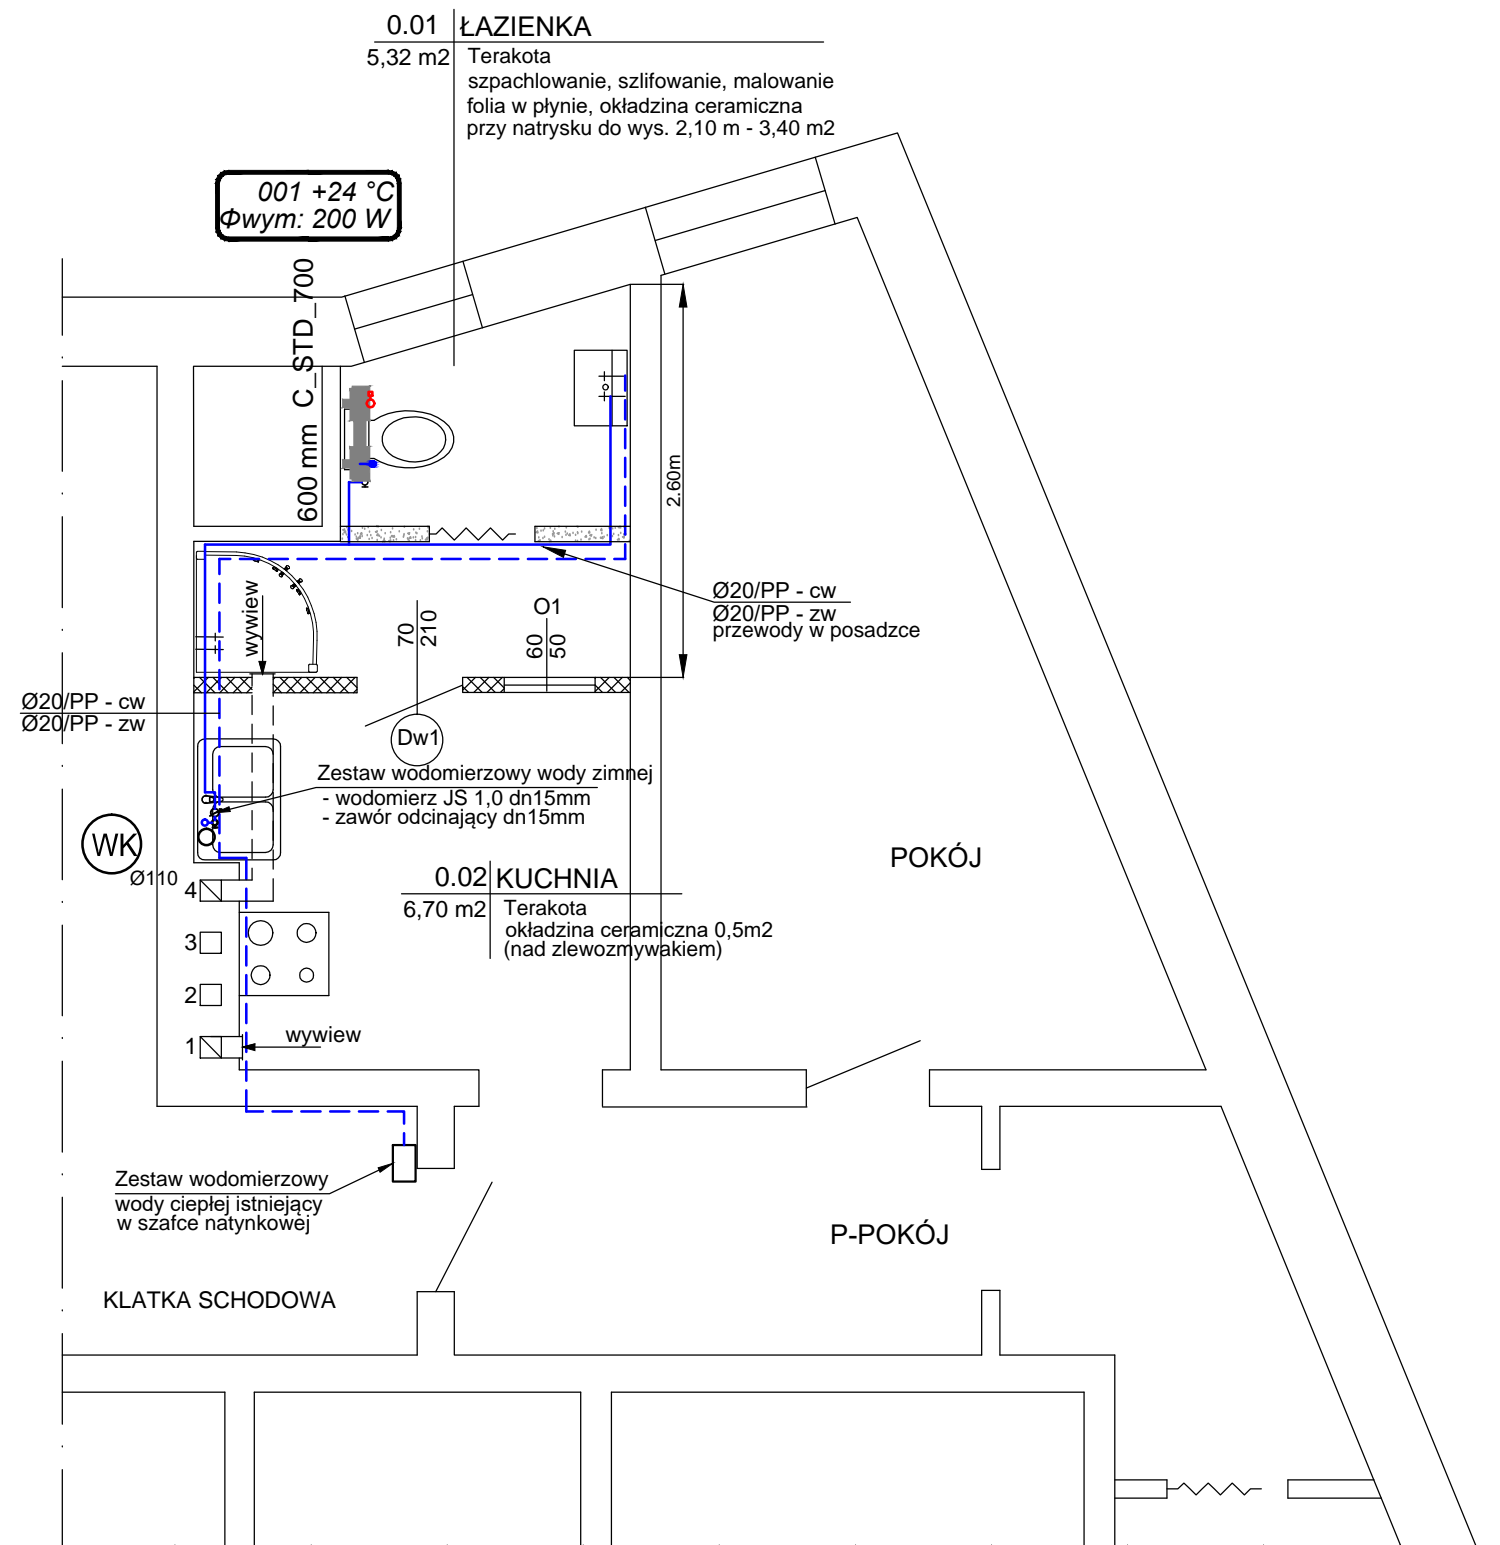 0.01 ŁAZIENKA
5,32 m2 Terakota
szpachlowanie, szlifowanie, malowanie
folia w płynie, okładzina ceramiczna
przy natrysku do wys. 2,10 m - 3,40 m2
001 +24 °C
Φwym: 200 W
600 mm C_STD_700
2.60m
wywiew
70
210
O1
60
50
Ø20/PP - cw
Ø20/PP - zw
przewody w posadzce
Ø20/PP - cw
Ø20/PP - zw
Dw1
Zestaw wodomierzowy wody zimnej
- wodomierz JS 1,0 dn15mm
- zawór odcinający dn15mm
WK
Ø110
4
3
2
1
wywiew
0.02 KUCHNIA
6,70 m2 Terakota
okładzina ceramiczna 0,5m2
(nad zlewozmywakiem)
POKÓJ
Zestaw wodomierzowy
wody ciepłej istniejący
w szafce natynkowej
P-POKÓJ
KLATKA SCHODOWA